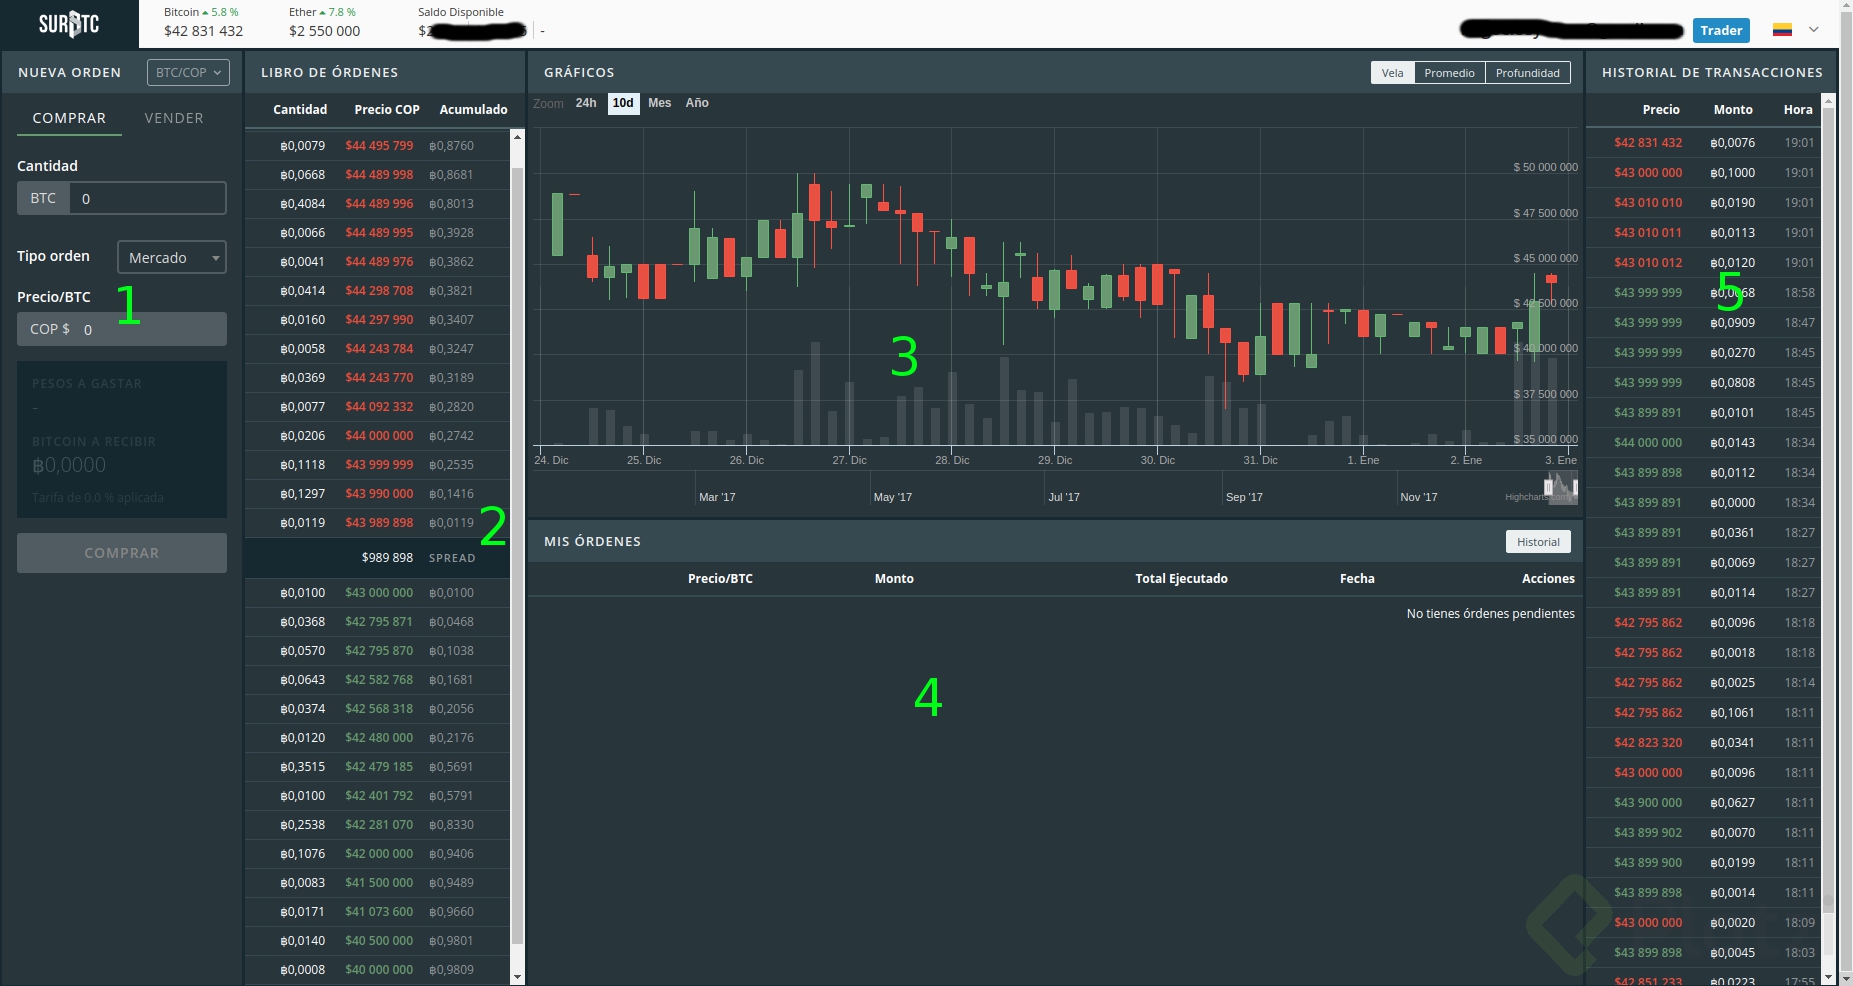 SURBTC
Bitcoin 5.8 %
$42 831 432
Ether 7.8 %
$2 550 000
Saldo Disponible
-
Trader
NUEVA ORDEN
BTC/COP
COMPRAR VENDER
Cantidad
BTC 0
Tipo orden Mercado
Precio/BTC
1
COP $ 0
PESOS A GASTAR
-
BITCOIN A RECIBIR
฿0,0000
Tarifa de 0.0 % aplicada
COMPRAR
LIBRO DE ÓRDENES
Cantidad Precio COP Acumulado
฿0,0079 $44 495 799 ฿0,8760
฿0,0668 $44 489 998 ฿0,8681
฿0,4084 $44 489 996 ฿0,8013
฿0,0066 $44 489 995 ฿0,3928
฿0,0041 $44 489 976 ฿0,3862
฿0,0414 $44 298 708 ฿0,3821
฿0,0160 $44 297 990 ฿0,3407
฿0,0058 $44 243 784 ฿0,3247
฿0,0369 $44 243 770 ฿0,3189
฿0,0077 $44 092 332 ฿0,2820
฿0,0206 $44 000 000 ฿0,2742
฿0,1118 $43 999 999 ฿0,2535
฿0,1297 $43 990 000 ฿0,1416
฿0,0119 $43 989 898 ฿0,0119
2
$989 898 SPREAD
฿0,0100 $43 000 000 ฿0,0100
฿0,0368 $42 795 871 ฿0,0468
฿0,0570 $42 795 870 ฿0,1038
฿0,0643 $42 582 768 ฿0,1681
฿0,0374 $42 568 318 ฿0,2056
฿0,0120 $42 480 000 ฿0,2176
฿0,3515 $42 479 185 ฿0,5691
฿0,0100 $42 401 792 ฿0,5791
฿0,2538 $42 281 070 ฿0,8330
฿0,1076 $42 000 000 ฿0,9406
฿0,0083 $41 500 000 ฿0,9489
฿0,0171 $41 073 600 ฿0,9660
฿0,0140 $40 500 000 ฿0,9801
฿0,0008 $40 000 000 ฿0,9809
GRÁFICOS
Vela Promedio Profundidad
Zoom 24h 10d Mes Año
$ 50 000 000
$ 47 500 000
$ 45 000 000
$ 42 500 000
$ 40 000 000
$ 37 500 000
$ 35 000 000
3
24. Dic 25. Dic 26. Dic 27. Dic 28. Dic 29. Dic 30. Dic 31. Dic 1. Ene 2. Ene 3. Ene
Mar '17 May '17 Jul '17 Sep '17 Nov '17
Highcharts.com
MIS ÓRDENES
Historial
Precio/BTC Monto Total Ejecutado Fecha Acciones
No tienes órdenes pendientes
4
HISTORIAL DE TRANSACCIONES
Precio Monto Hora
$42 831 432 ฿0,0076 19:01
$43 000 000 ฿0,1000 19:01
$43 010 010 ฿0,0190 19:01
$43 010 011 ฿0,0113 19:01
$43 010 012 ฿0,0120 19:01
5
$43 999 999 18:58
$43 999 999 ฿0,0909 18:47
$43 999 999 ฿0,0270 18:45
$43 999 999 ฿0,0808 18:45
$43 899 891 ฿0,0101 18:45
$44 000 000 ฿0,0143 18:34
$43 899 898 ฿0,0112 18:34
$43 899 891 ฿0,0000 18:34
$43 899 891 ฿0,0361 18:27
$43 899 891 ฿0,0069 18:27
$43 899 891 ฿0,0114 18:27
$42 795 862 ฿0,0096 18:18
$42 795 862 ฿0,0018 18:18
$42 795 862 ฿0,0025 18:14
$42 795 862 ฿0,1061 18:11
$42 823 320 ฿0,0341 18:11
$43 000 000 ฿0,0096 18:11
$43 900 000 ฿0,0627 18:11
$43 899 902 ฿0,0070 18:11
$43 899 900 ฿0,0199 18:11
$43 899 898 ฿0,0014 18:11
$43 000 000 ฿0,0020 18:09
$43 899 898 ฿0,0045 18:03
$42 851 233 ฿0,0223 17:55